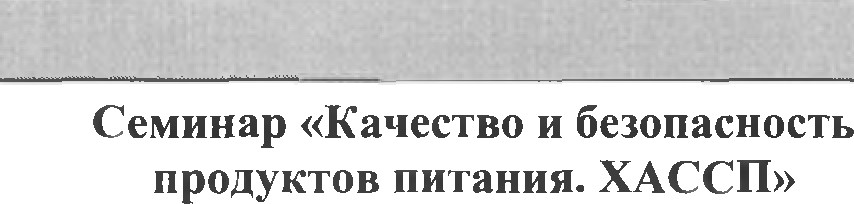 Семинар «Качество и безопасность
продуктов питания. ХАССП»